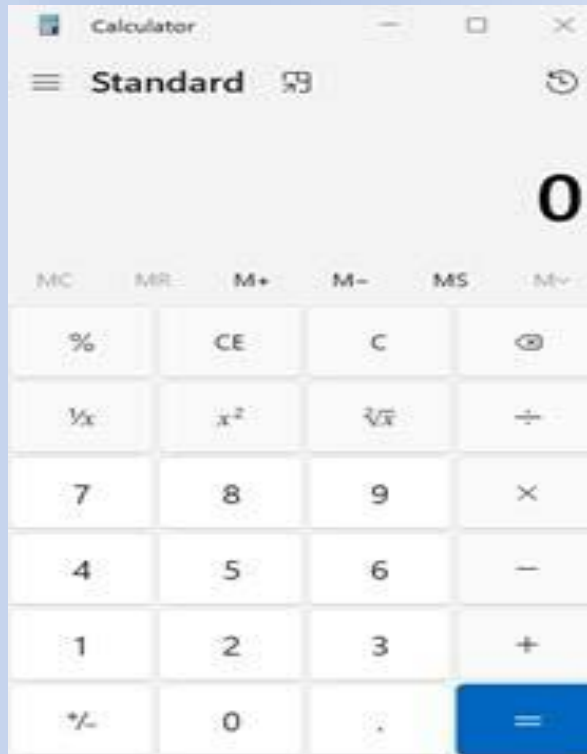 Calculator
Standard
0
MC MR M+ M- MS M˅
% CE C
¹/x x² ²√x ÷
7 8 9 ×
4 5 6 −
1 2 3 +
+/− 0 . =